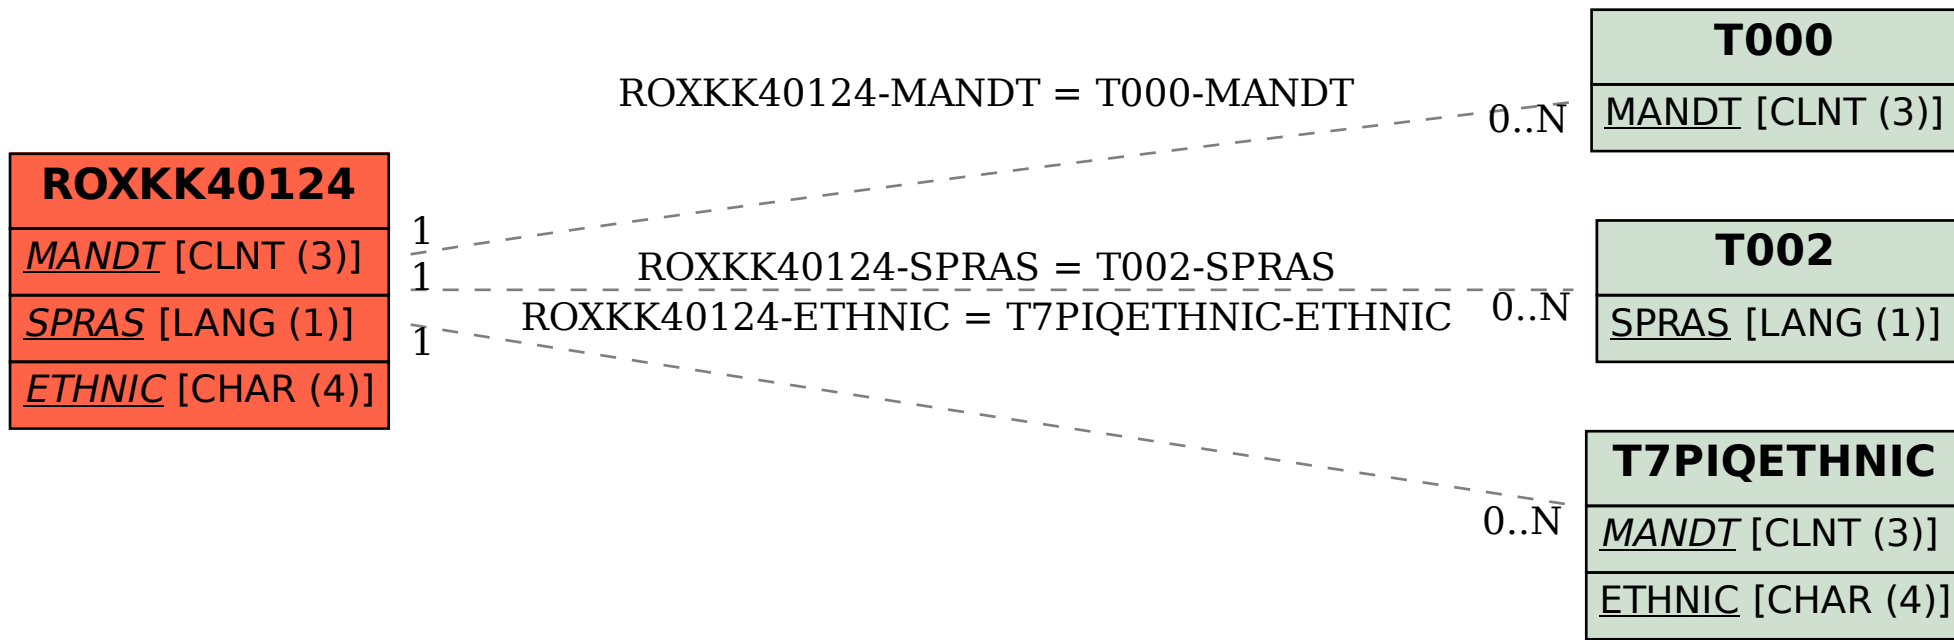 ROXKK40124
MANDT [CLNT (3)]
SPRAS [LANG (1)]
ETHNIC [CHAR (4)]
ROXKK40124-MANDT = T000-MANDT
1
0..N
ROXKK40124-SPRAS = T002-SPRAS
1
0..N
ROXKK40124-ETHNIC = T7PIQETHNIC-ETHNIC
1
0..N
T000
MANDT [CLNT (3)]
T002
SPRAS [LANG (1)]
T7PIQETHNIC
MANDT [CLNT (3)]
ETHNIC [CHAR (4)]